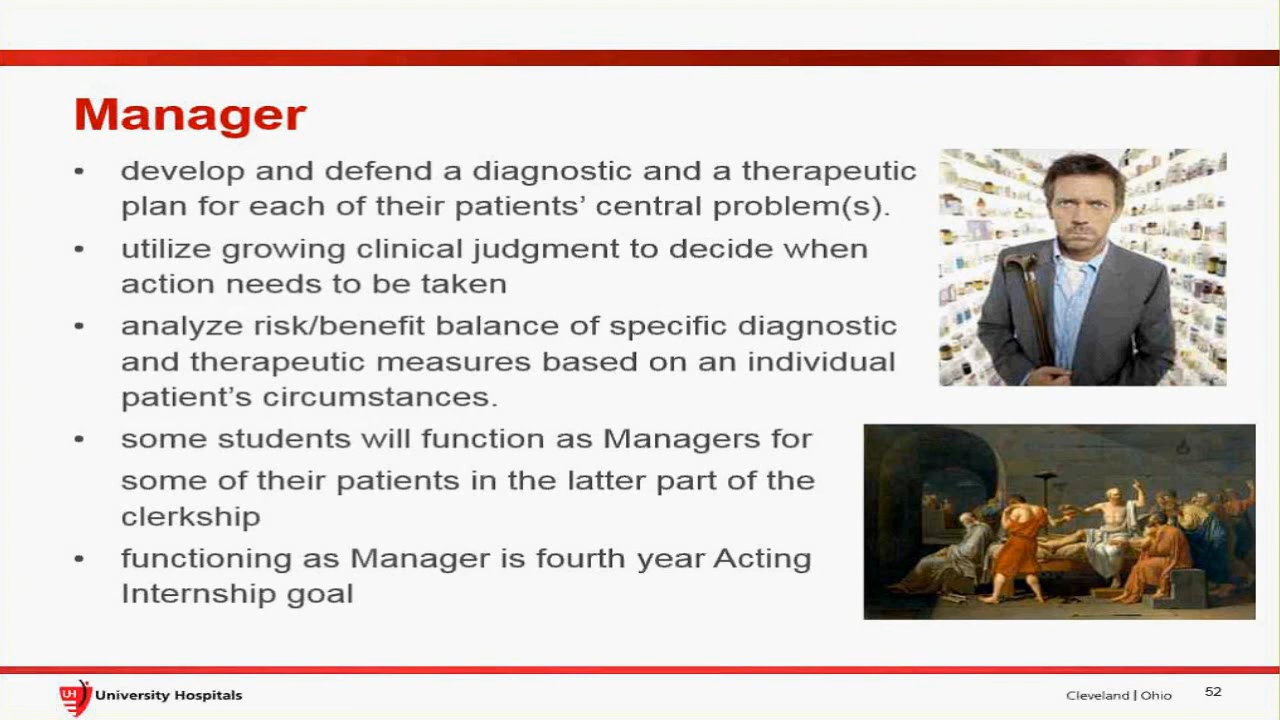 Manager
• develop and defend a diagnostic and a therapeutic
plan for each of their patients’ central problem(s).
• utilize growing clinical judgment to decide when
action needs to be taken
• analyze risk/benefit balance of specific diagnostic
and therapeutic measures based on an individual
patient’s circumstances.
• some students will function as Managers for
some of their patients in the latter part of the
clerkship
• functioning as Manager is fourth year Acting
Internship goal
UH University Hospitals
Cleveland | Ohio 52